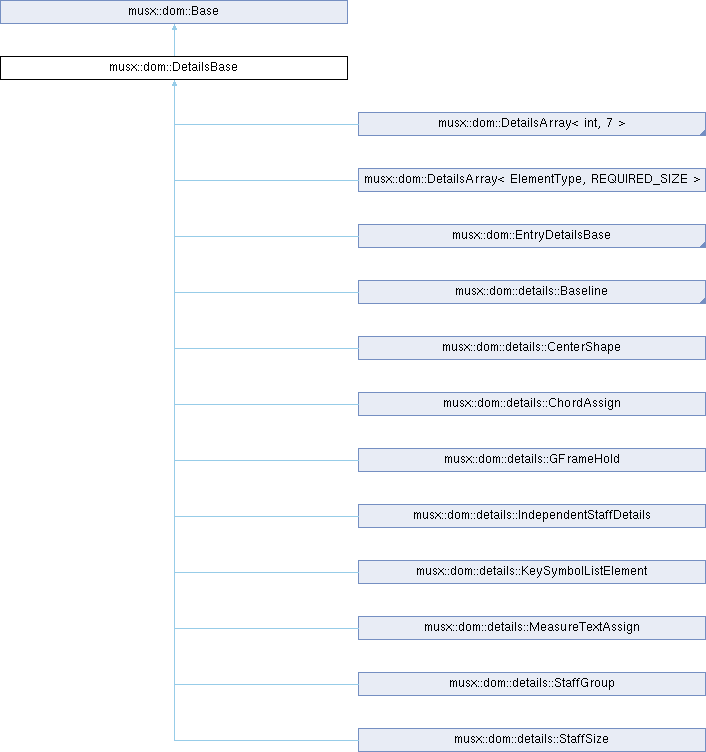 musx::dom::Base
musx::dom::DetailsBase
musx::dom::DetailsArray< int, 7 >
musx::dom::DetailsArray< ElementType, REQUIRED_SIZE >
musx::dom::EntryDetailsBase
musx::dom::details::Baseline
musx::dom::details::CenterShape
musx::dom::details::ChordAssign
musx::dom::details::GFrameHold
musx::dom::details::IndependentStaffDetails
musx::dom::details::KeySymbolListElement
musx::dom::details::MeasureTextAssign
musx::dom::details::StaffGroup
musx::dom::details::StaffSize